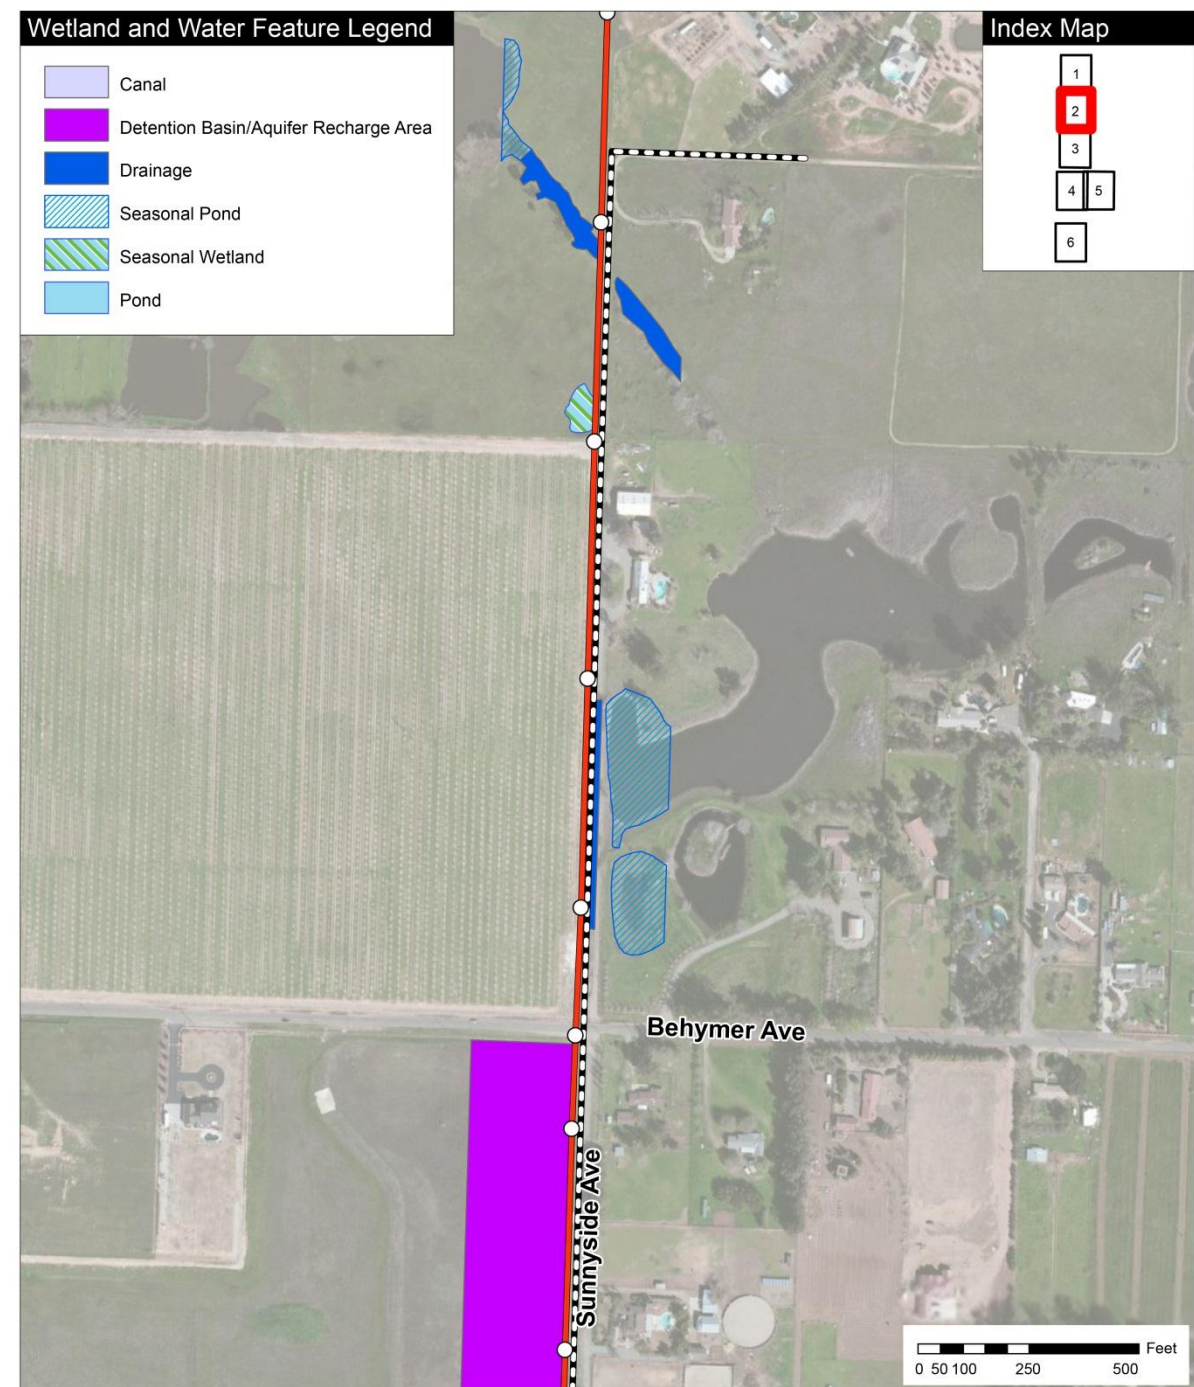 Wetland and Water Feature Legend
Canal
Detention Basin/Aquifer Recharge Area
Drainage
Seasonal Pond
Seasonal Wetland
Pond
Index Map
1
2
3
4 5
6
Behymer Ave
Sunnyside Ave
Feet
0 50 100 250 500